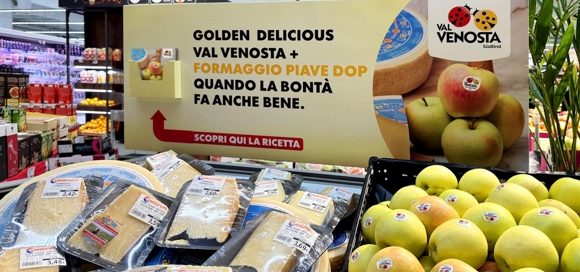 GOLDEN DELICIOUS
VAL VENOSTA +
FORMAGGIO PIAVE DOP
QUANDO LA BONTÀ
FA ANCHE BENE.
SCOPRI QUI LA RICETTA
VAL
VENOSTA
Südtirol